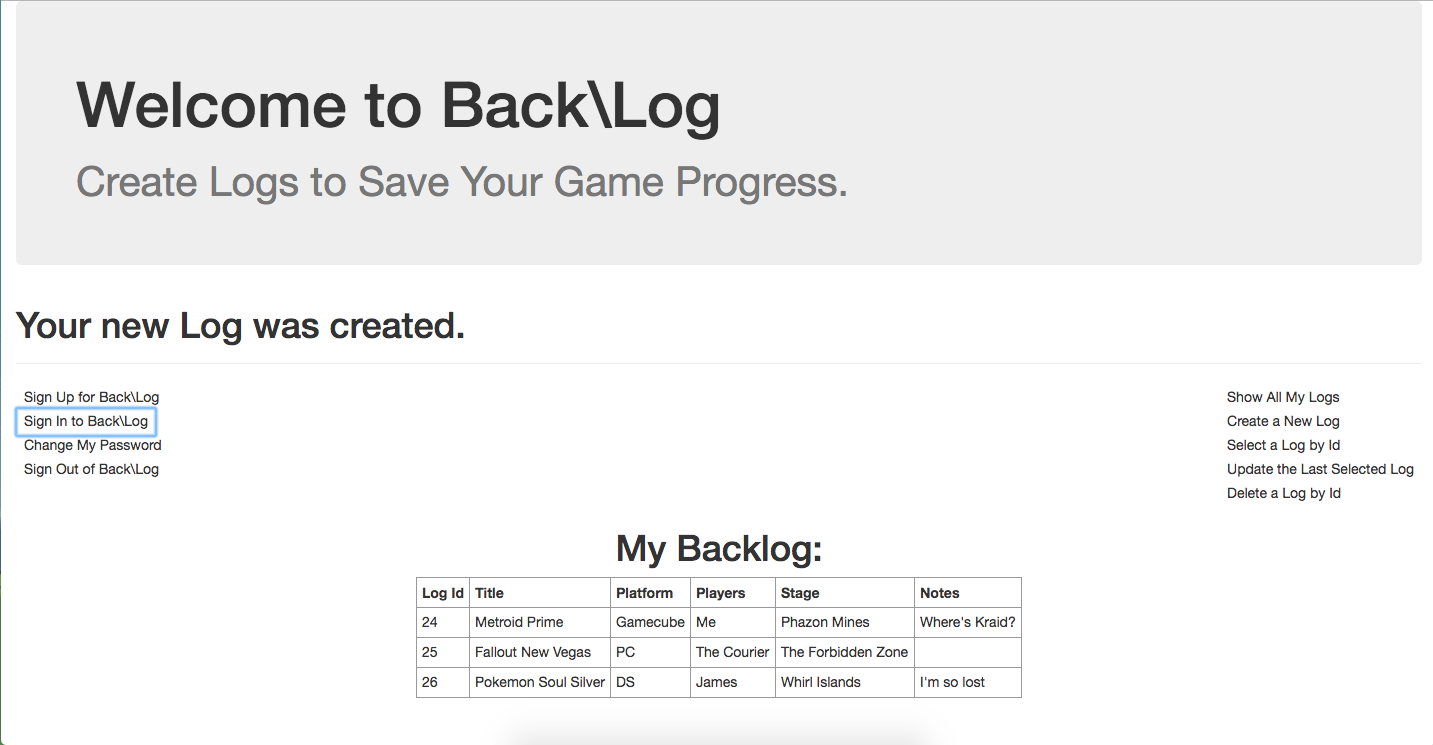 Welcome to Back\Log
Create Logs to Save Your Game Progress.
Your new Log was created.
Sign Up for Back\Log
Sign In to Back\Log
Change My Password
Sign Out of Back\Log
Show All My Logs
Create a New Log
Select a Log by Id
Update the Last Selected Log
Delete a Log by Id
My Backlog:
Log Id Title Platform Players Stage Notes
24 Metroid Prime Gamecube Me Phazon Mines Where's Kraid?
25 Fallout New Vegas PC The Courier The Forbidden Zone
26 Pokemon Soul Silver DS James Whirl Islands I'm so lost